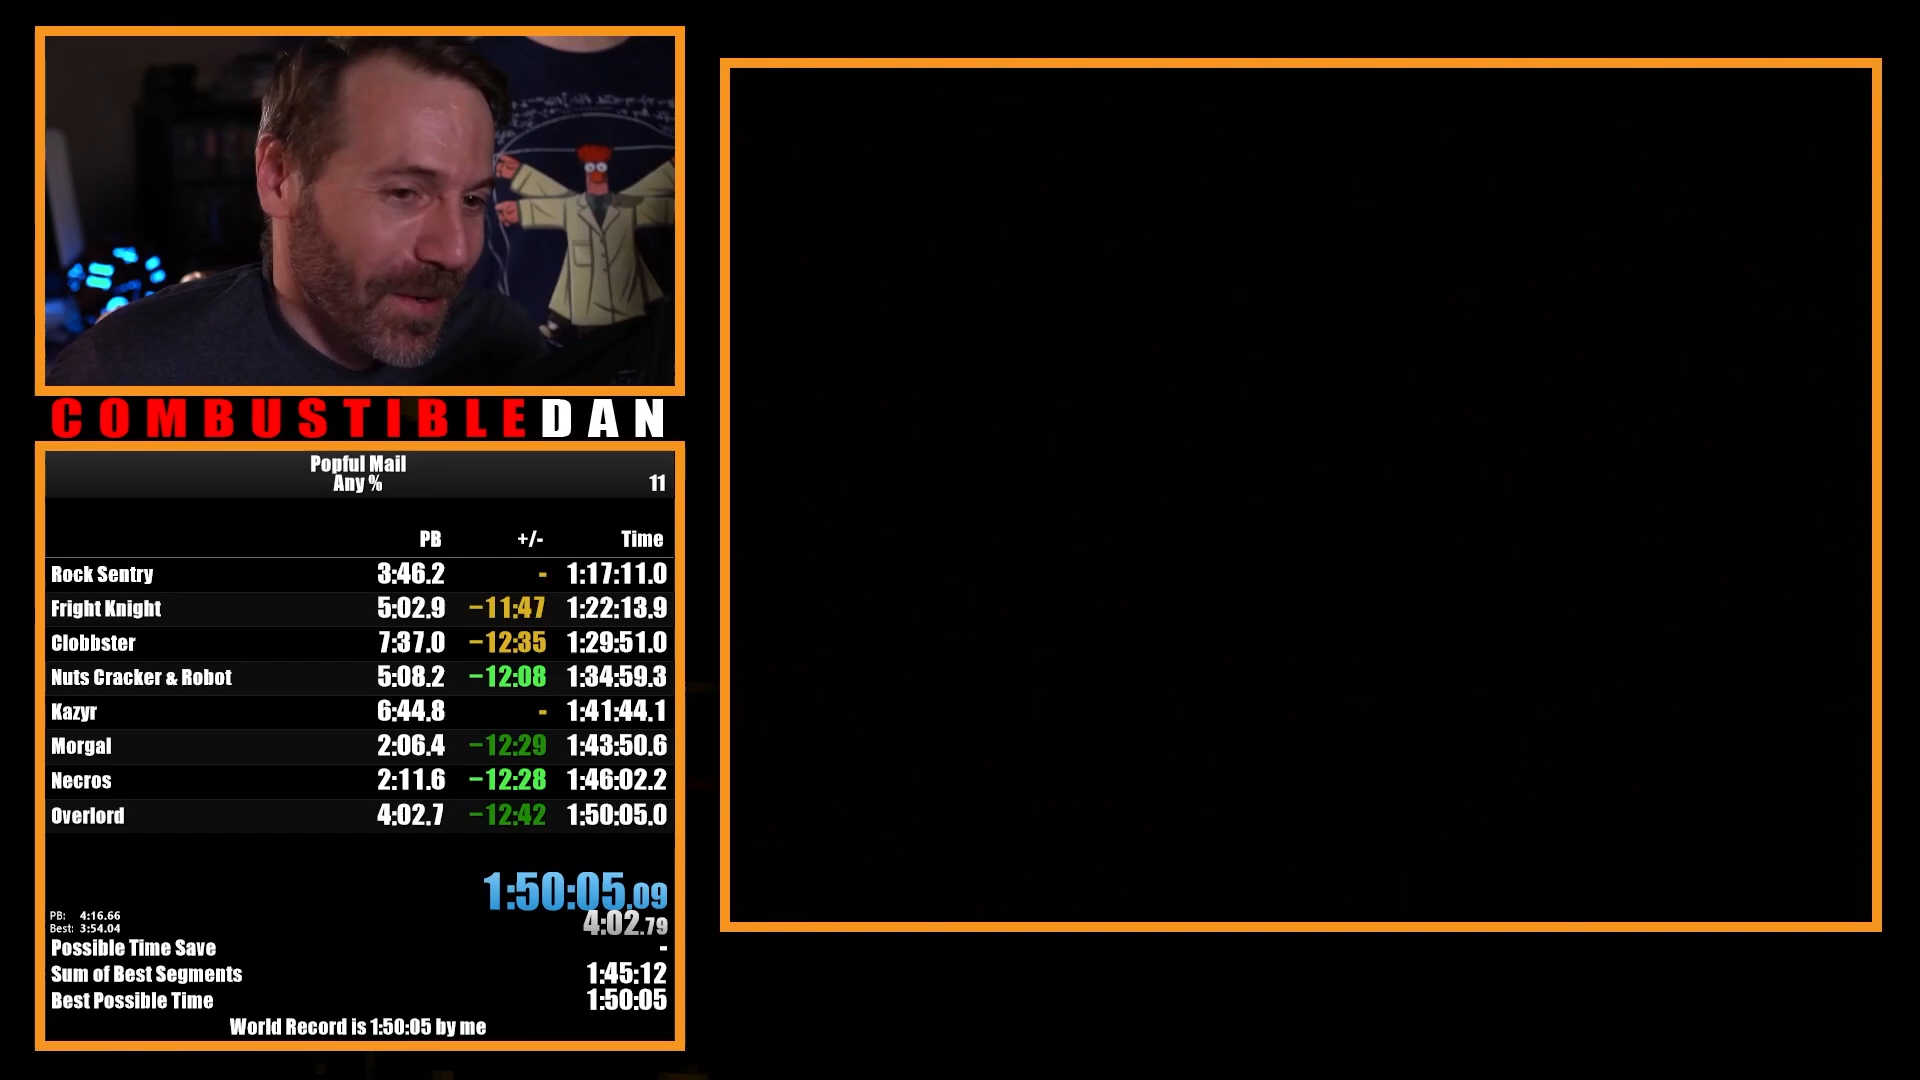 COMBUSTIBLEDAN
Popful Mail
Any %
11
PB +/- Time
Rock Sentry 3:46.2 - 1:17:11.0
Fright Knight 5:02.9 −11:47 1:22:13.9
Clobbster 7:37.0 −12:35 1:29:51.0
Nuts Cracker & Robot 5:08.2 −12:08 1:34:59.3
Kazyr 6:44.8 - 1:41:44.1
Morgal 2:06.4 −12:29 1:43:50.6
Necros 2:11.6 −12:28 1:46:02.2
Overlord 4:02.7 −12:42 1:50:05.0
1:50:05.09
PB: 4:16.66
Best: 3:54.04
4:02.79
Possible Time Save -
Sum of Best Segments 1:45:12
Best Possible Time 1:50:05
World Record is 1:50:05 by me